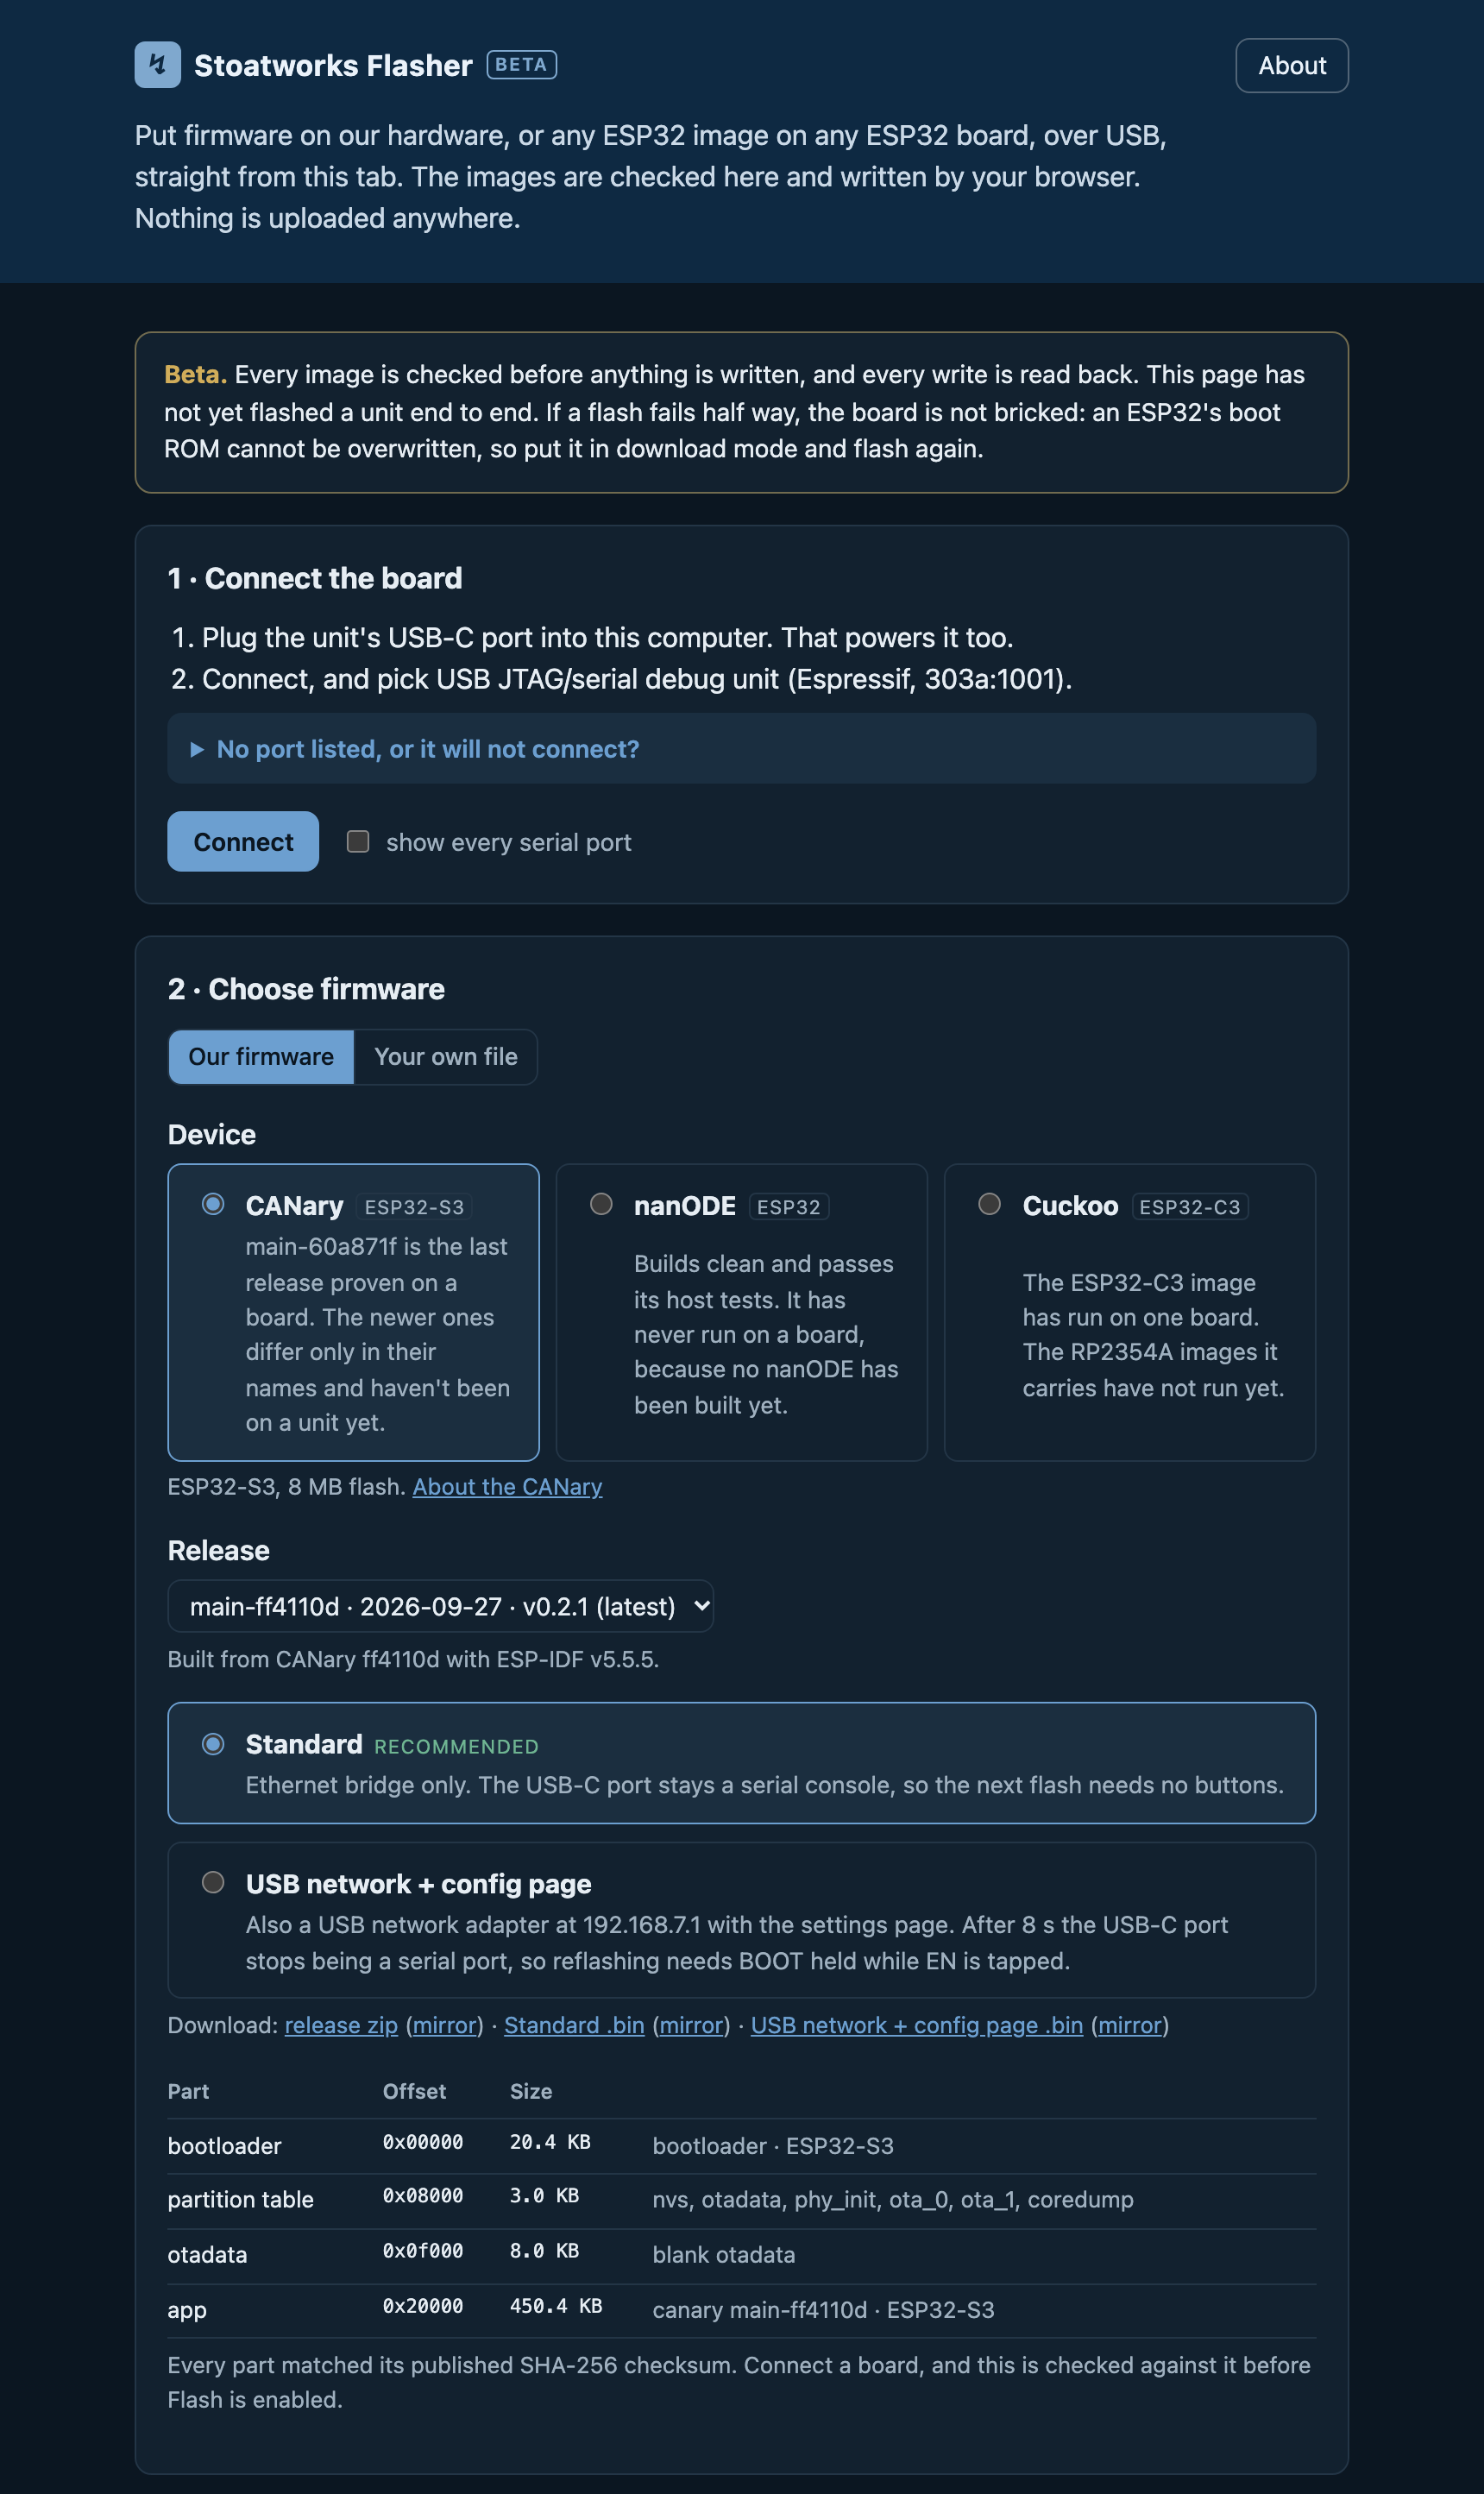 ↯ Stoatworks Flasher BETA
About
Put firmware on our hardware, or any ESP32 image on any ESP32 board, over USB,
straight from this tab. The images are checked here and written by your browser.
Nothing is uploaded anywhere.
Beta. Every image is checked before anything is written, and every write is read back. This page has
not yet flashed a unit end to end. If a flash fails half way, the board is not bricked: an ESP32's boot
ROM cannot be overwritten, so put it in download mode and flash again.
1 · Connect the board
1. Plug the unit's USB-C port into this computer. That powers it too.
2. Connect, and pick USB JTAG/serial debug unit (Espressif, 303a:1001).
▶ No port listed, or it will not connect?
Connect
show every serial port
2 · Choose firmware
Our firmware
Your own file
Device
CANary ESP32-S3
main-60a871f is the last
release proven on a
board. The newer ones
differ only in their
names and haven't been
on a unit yet.
nanODE ESP32
Builds clean and passes
its host tests. It has
never run on a board,
because no nanODE has
been built yet.
Cuckoo ESP32-C3
The ESP32-C3 image
has run on one board.
The RP2354A images it
carries have not run yet.
ESP32-S3, 8 MB flash. About the CANary
Release
main-ff4110d · 2026-09-27 · v0.2.1 (latest)
Built from CANary ff4110d with ESP-IDF v5.5.5.
Standard RECOMMENDED
Ethernet bridge only. The USB-C port stays a serial console, so the next flash needs no buttons.
USB network + config page
Also a USB network adapter at 192.168.7.1 with the settings page. After 8 s the USB-C port
stops being a serial port, so reflashing needs BOOT held while EN is tapped.
Download: release zip (mirror) · Standard .bin (mirror) · USB network + config page .bin (mirror)
Part Offset Size
bootloader 0x00000 20.4 KB bootloader · ESP32-S3
partition table 0x08000 3.0 KB nvs, otadata, phy_init, ota_0, ota_1, coredump
otadata 0x0f000 8.0 KB blank otadata
app 0x20000 450.4 KB canary main-ff4110d · ESP32-S3
Every part matched its published SHA-256 checksum. Connect a board, and this is checked against it before
Flash is enabled.